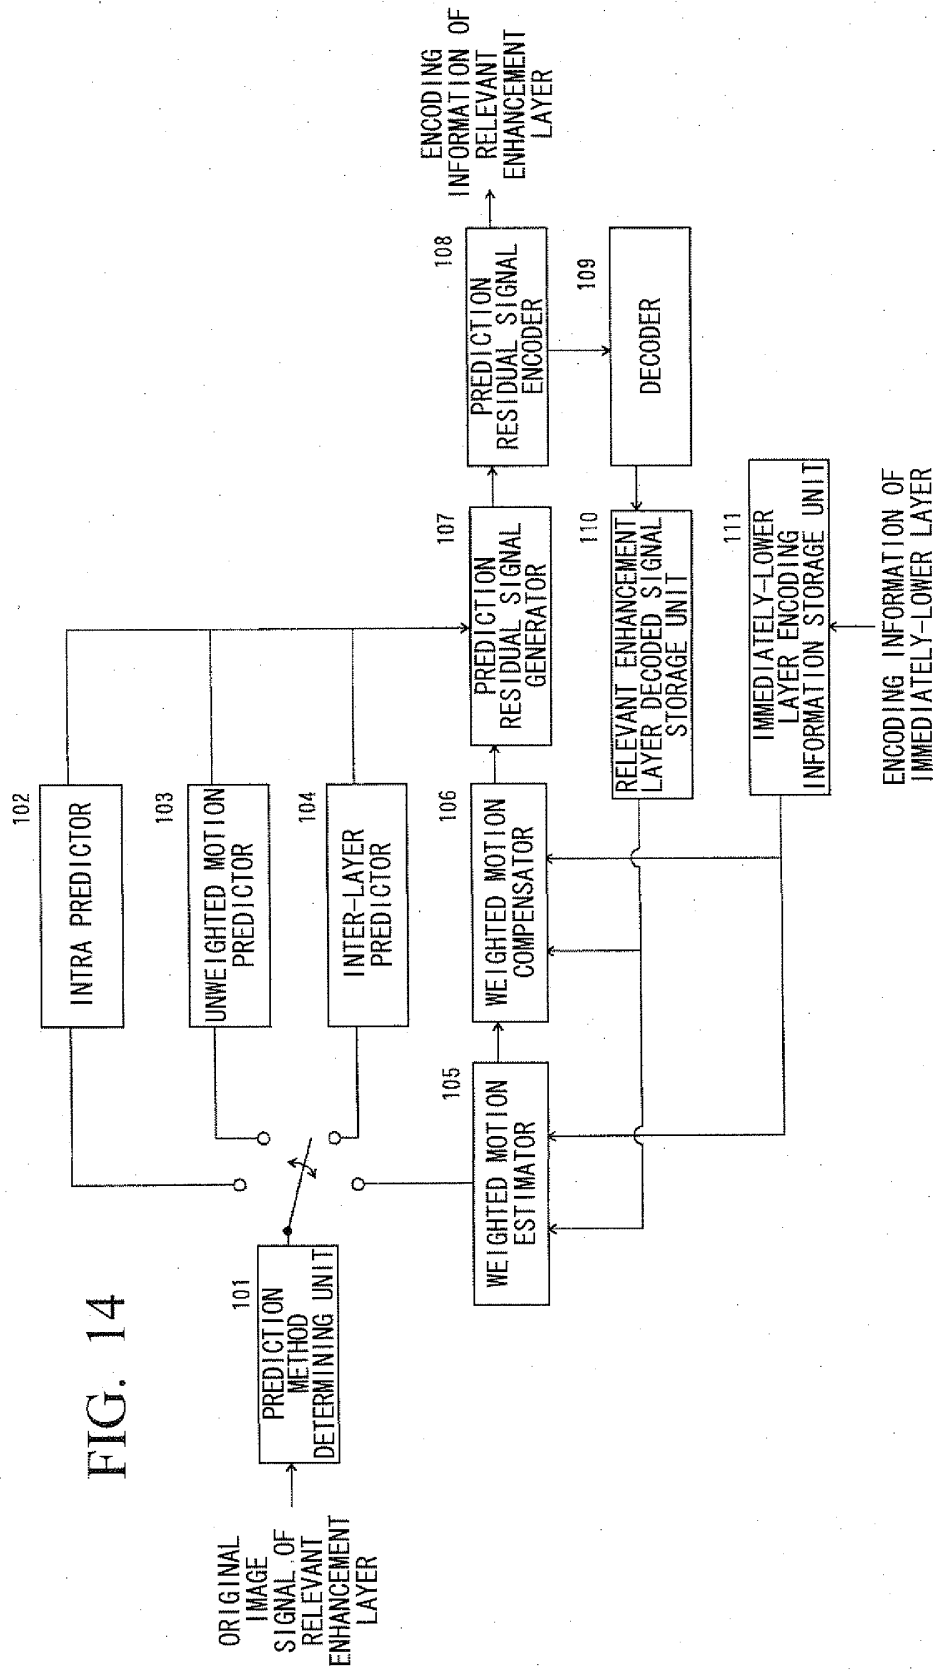 FIG. 14
ORIGINAL
IMAGE
SIGNAL OF
RELEVANT
ENHANCEMENT
LAYER
101
PREDICTION
METHOD
DETERMINING UNIT
102
INTRA PREDICTOR
103
UNWEIGHTED MOTION
PREDICTOR
104
INTER-LAYER
PREDICTOR
105
WEIGHTED MOTION
ESTIMATOR
106
WEIGHTED MOTION
COMPENSATOR
107
PREDICTION
RESIDUAL SIGNAL
GENERATOR
108
PREDICTION
RESIDUAL SIGNAL
ENCODER
ENCODING
INFORMATION OF
RELEVANT
ENHANCEMENT
LAYER
109
DECODER
110
RELEVANT ENHANCEMENT
LAYER DECODED SIGNAL
STORAGE UNIT
111
IMMEDIATELY-LOWER
LAYER ENCODING
INFORMATION STORAGE UNIT
ENCODING INFORMATION OF
IMMEDIATELY-LOWER LAYER